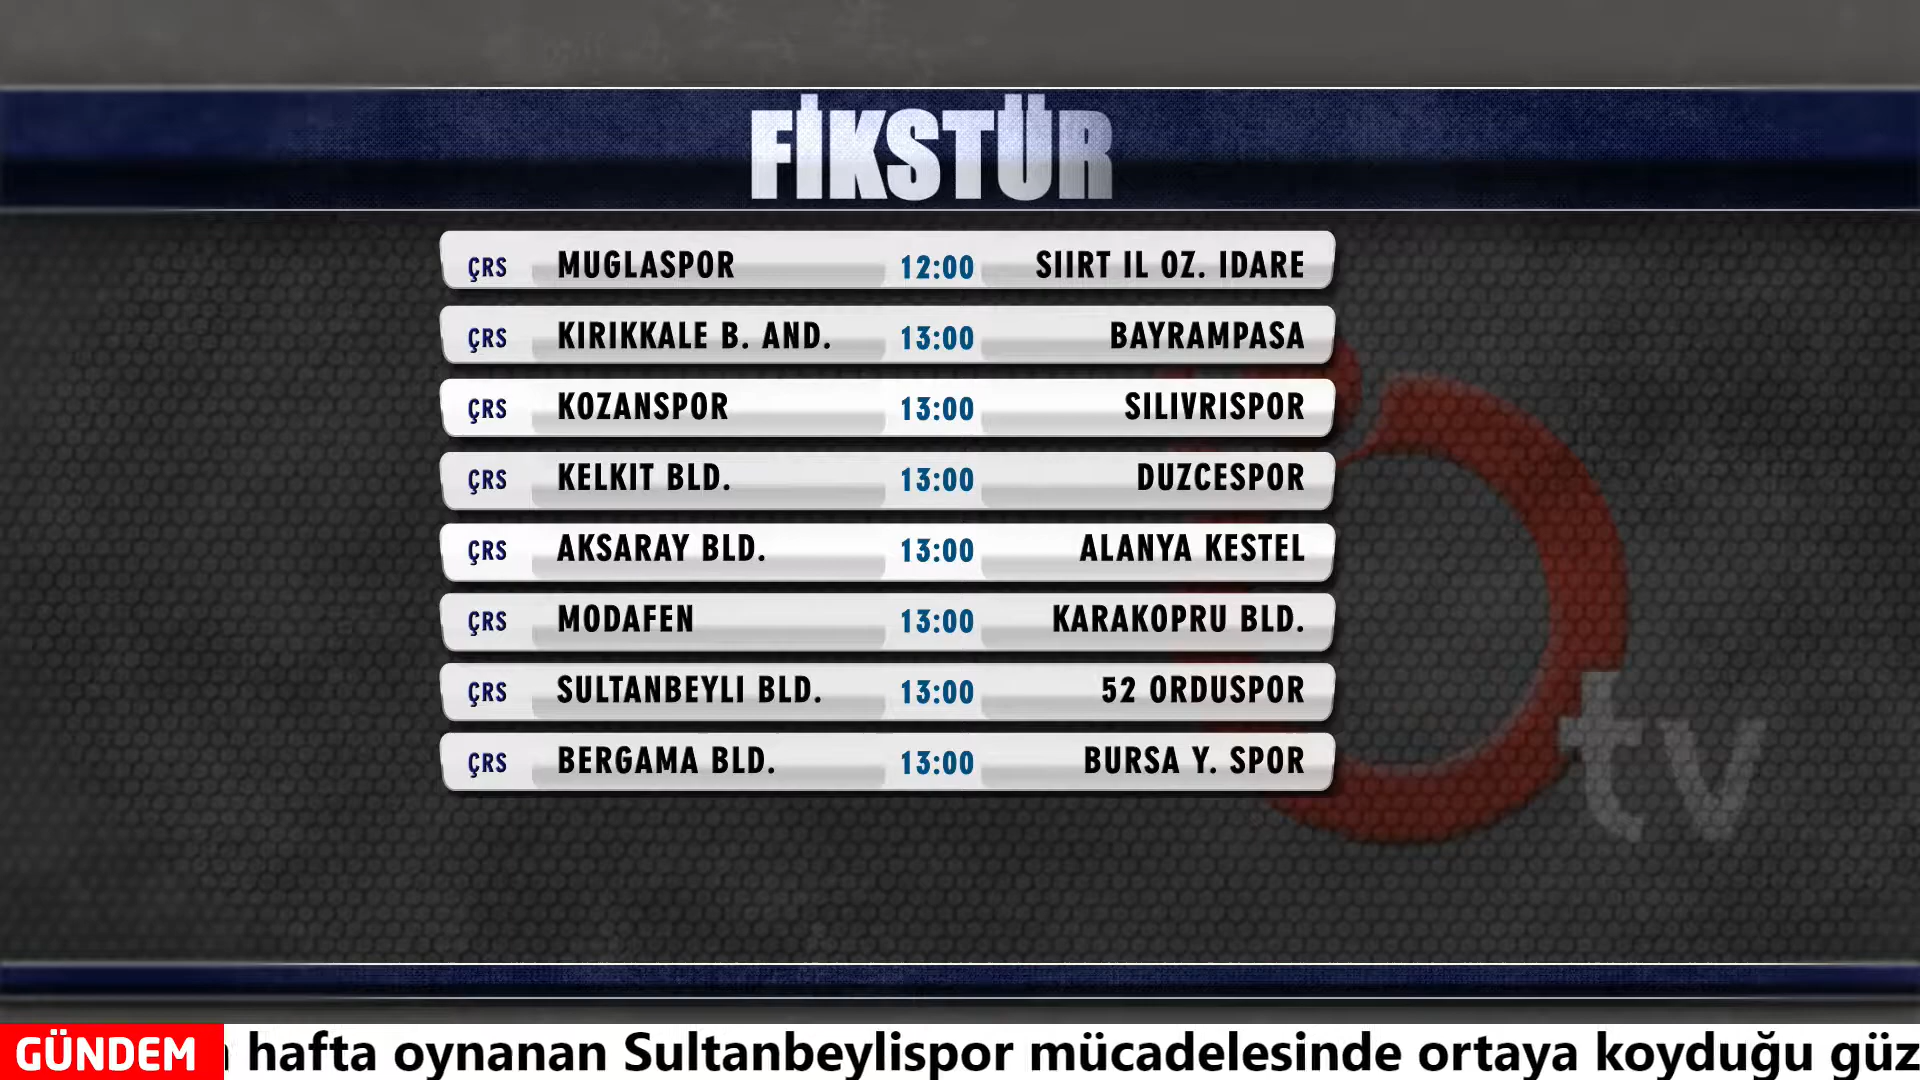 FİKSTÜR
ÇRS MUGLASPOR 12:00 SIIRT IL OZ. IDARE
ÇRS KIRIKKALE B. AND. 13:00 BAYRAMPASA
ÇRS KOZANSPOR 13:00 SILIVRISPOR
ÇRS KELKIT BLD. 13:00 DUZCESPOR
ÇRS AKSARAY BLD. 13:00 ALANYA KESTEL
ÇRS MODAFEN 13:00 KARAKOPRU BLD.
ÇRS SULTANBEYLI BLD. 13:00 52 ORDUSPOR
ÇRS BERGAMA BLD. 13:00 BURSA Y. SPOR
tv
GÜNDEM hafta oynanan Sultanbeylispor mücadelesinde ortaya koyduğu güz